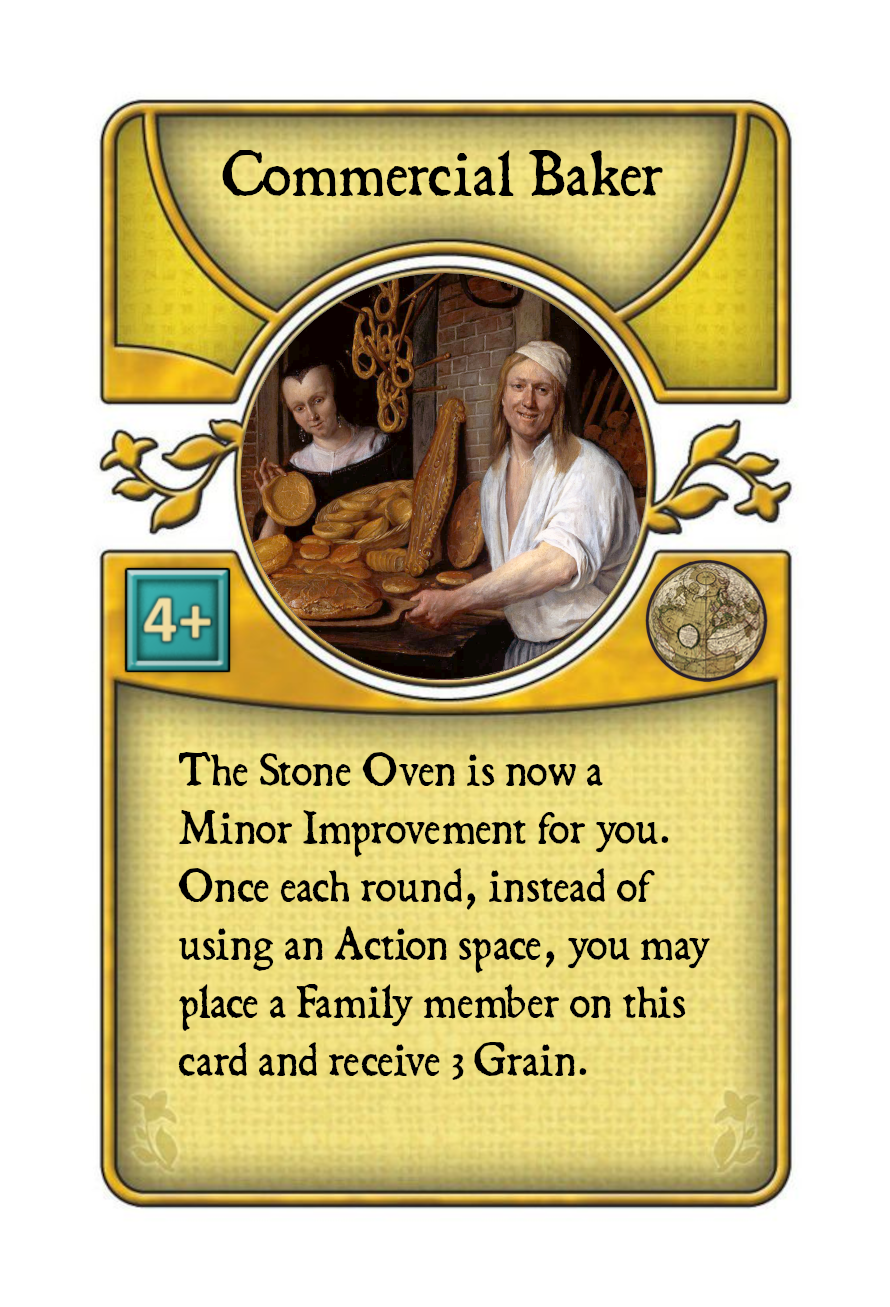 Commercial Baker
4+
The Stone Oven is now a
Minor Improvement for you.
Once each round, instead of
using an Action space, you may
place a Family member on this
card and receive 3 Grain.